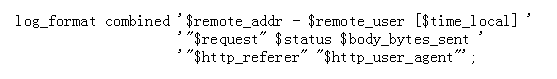 log_format combined '$remote_addr - $remote_user [$time_local] '
'"$request" $status $body_bytes_sent '
'"$http_referer" "$http_user_agent"';